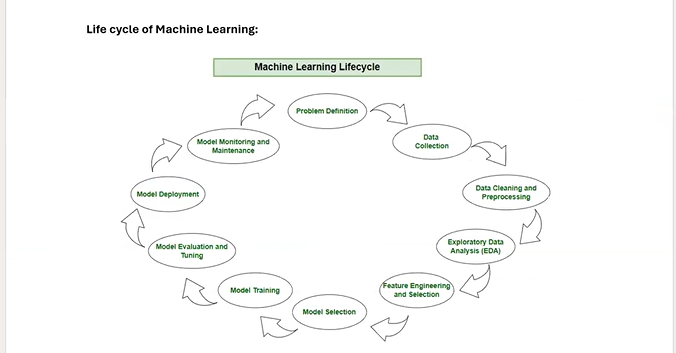 Life cycle of Machine Learning:
Machine Learning Lifecycle
Problem Definition
Data
Collection
Data Cleaning and
Preprocessing
Exploratory Data
Analysis (EDA)
Feature Engineering
and Selection
Model Selection
Model Training
Model Evaluation and
Tuning
Model Deployment
Model Monitoring and
Maintenance